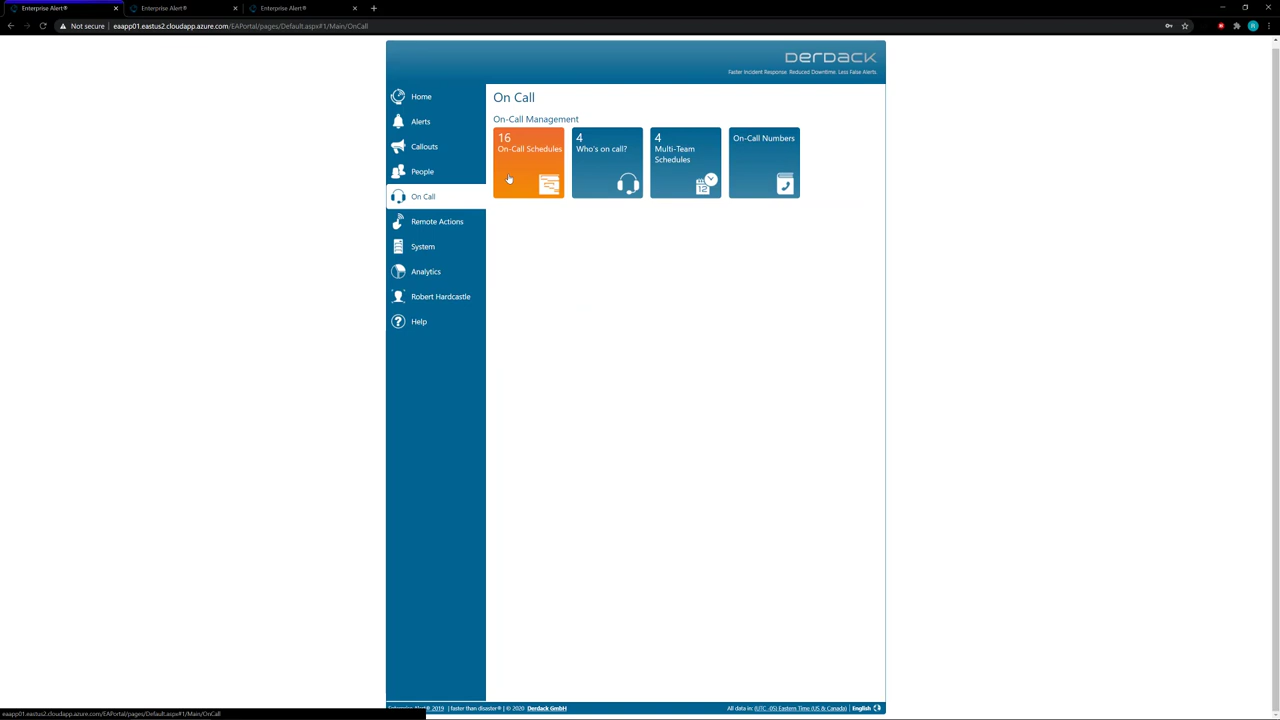 Enterprise Alert®
Enterprise Alert®
Enterprise Alert®
Not secure
eaapp01.eastus2.cloudapp.azure.com/EAPortal/pages/Default.aspx#1/Main/OnCall
R
DERDACK
Faster Incident Response. Reduced Downtime. Less False Alerts.
Home
Alerts
Callouts
People
On Call
Remote Actions
System
Analytics
Robert Hardcastle
Help
On Call
On-Call Management
16
On-Call Schedules
4
Who's on call?
4
Multi-Team
Schedules
12
On-Call Numbers
Enterprise Alert® 2019 | faster than disaster® | © 2020 Derdack GmbH
All data in: (UTC -05) Eastern Time (US & Canada) English
eaapp01.eastus2.cloudapp.azure.com/EAPortal/pages/Default.aspx#1/Main/OnCall